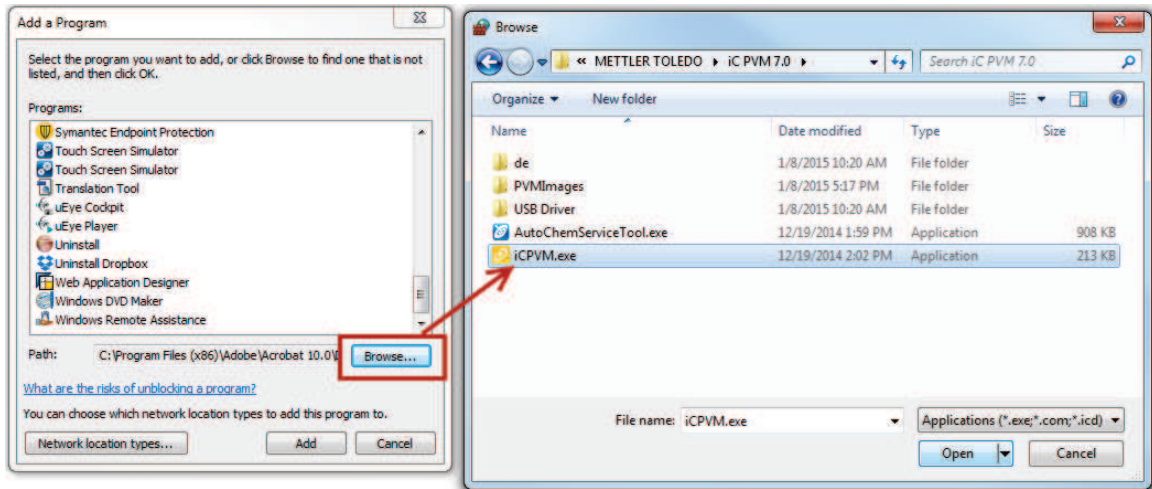 Add a Program
Select the program you want to add, or click Browse to find one that is not
listed, and then click OK.
Programs:
Symantec Endpoint Protection
Touch Screen Simulator
Touch Screen Simulator
Translation Tool
uEye Cockpit
uEye Player
Uninstall
Uninstall Dropbox
Web Application Designer
Windows DVD Maker
Windows Remote Assistance
Path: C:\Program Files (x86)\Adobe\Acrobat 10.0\ Browse...
What are the risks of unblocking a program?
You can choose which network location types to add this program to.
Network location types... Add Cancel
Browse
« METTLER TOLEDO iC PVM 7.0 Search iC PVM 7.0
Organize New folder
Name Date modified Type Size
de 1/8/2015 10:20 AM File folder
PVMImages 1/8/2015 5:17 PM File folder
USB Driver 1/8/2015 10:20 AM File folder
AutoChemServiceTool.exe 12/19/2014 1:59 PM Application 908 KB
iCPVM.exe 12/19/2014 2:02 PM Application 213 KB
File name: iCPVM.exe Applications (*.exe;*.com;*.icd)
Open Cancel